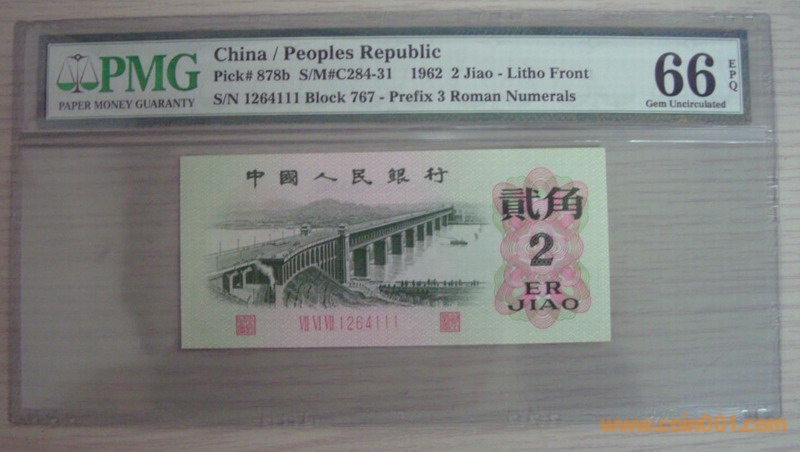 PMG
PAPER MONEY GUARANTY
China / Peoples Republic
Pick# 878b S/M#C284-31 1962 2 Jiao - Litho Front
S/N 1264111 Block 767 - Prefix 3 Roman Numerals
66
EPQ
Gem Uncirculated
中國人民銀行
貳角
2
ER
JIAO
VII VI VII 1264111
www.coin001.com